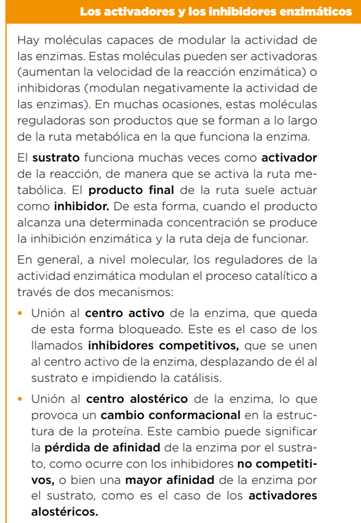 Los activadores y los inhibidores enzimáticos
Hay moléculas capaces de modular la actividad de
las enzimas. Estas moléculas pueden ser activadoras
(aumentan la velocidad de la reacción enzimática) o
inhibidoras (modulan negativamente la actividad de
las enzimas). En muchas ocasiones, estas moléculas
reguladoras son productos que se forman a lo largo
de la ruta metabólica en la que funciona la enzima.
El sustrato funciona muchas veces como activador
de la reacción, de manera que se activa la ruta me-
tabólica. El producto final de la ruta suele actuar
como inhibidor. De esta forma, cuando el producto
alcanza una determinada concentración se produce
la inhibición enzimática y la ruta deja de funcionar.
En general, a nivel molecular, los reguladores de la
actividad enzimática modulan el proceso catalítico a
través de dos mecanismos:
• Unión al centro activo de la enzima, que queda
de esta forma bloqueado. Este es el caso de los
llamados inhibidores competitivos, que se unen
al centro activo de la enzima, desplazando de él al
sustrato e impidiendo la catálisis.
• Unión al centro alostérico de la enzima, lo que
provoca un cambio conformacional en la estruc-
tura de la proteína. Este cambio puede significar
la pérdida de afinidad de la enzima por el sustra-
to, como ocurre con los inhibidores no competiti-
vos, o bien una mayor afinidad de la enzima por
el sustrato, como es el caso de los activadores
alostéricos.